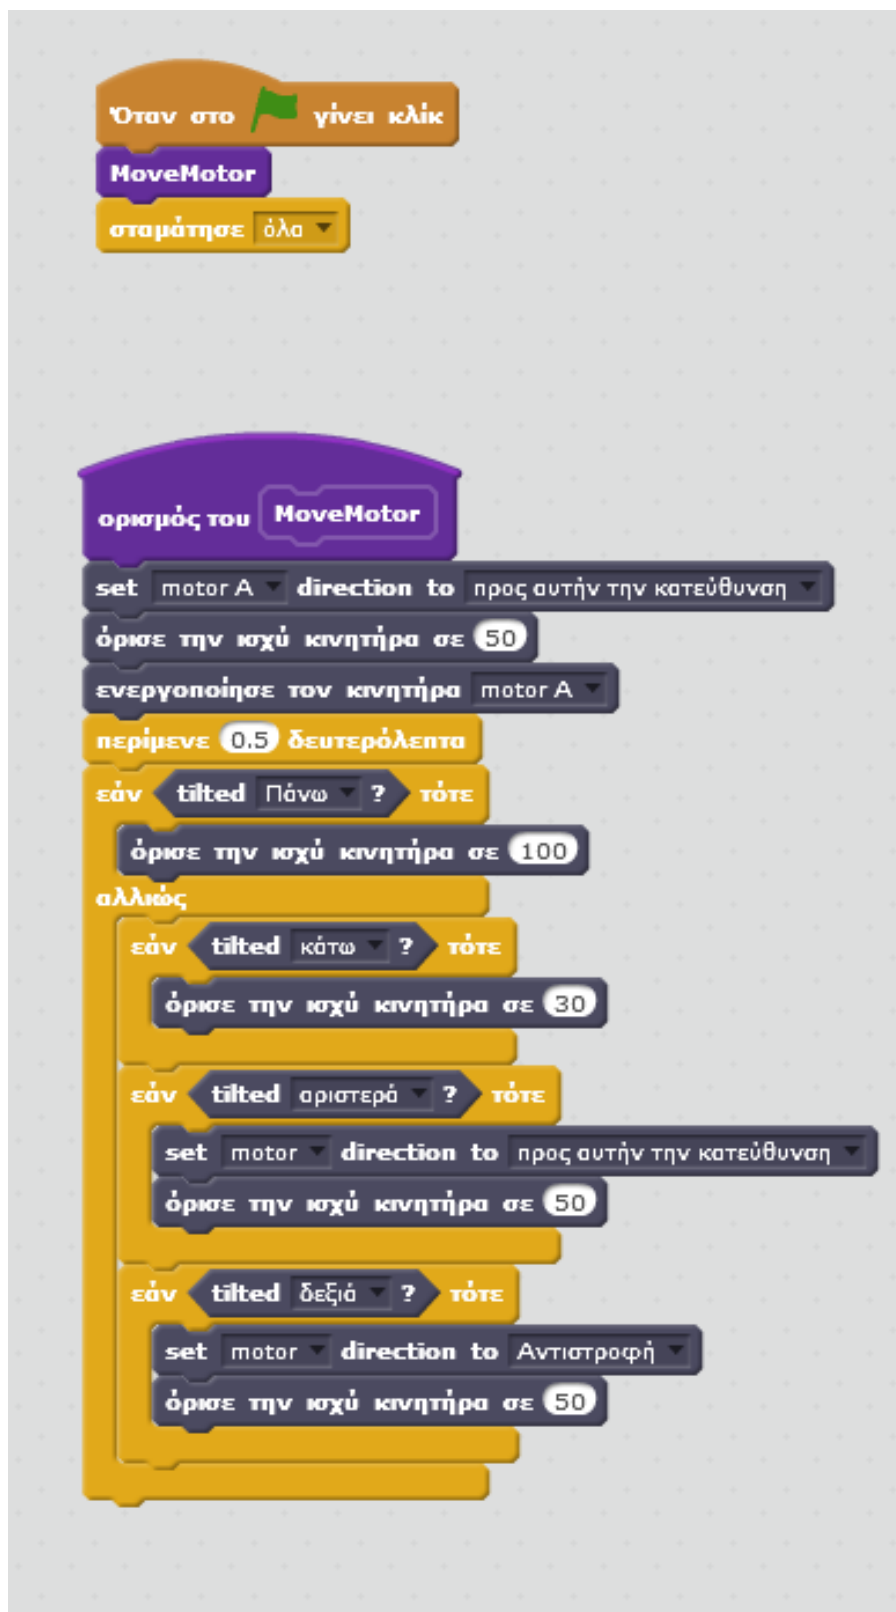 Όταν στο γίνει κλίκ
MoveMotor
σταμάτησε όλα
ορισμός του MoveMotor
set motor A direction to προς αυτήν την κατεύθυνση
όρισε την ισχύ κινητήρα σε 50
ενεργοποίησε τον κινητήρα motor A
περίμενε 0.5 δευτερόλεπτα
εάν tilted Πάνω ? τότε
όρισε την ισχύ κινητήρα σε 100
αλλιώς
εάν tilted κάτω ? τότε
όρισε την ισχύ κινητήρα σε 30
εάν tilted αριστερά ? τότε
set motor direction to προς αυτήν την κατεύθυνση
όρισε την ισχύ κινητήρα σε 50
εάν tilted δεξιά ? τότε
set motor direction to Αντιστροφή
όρισε την ισχύ κινητήρα σε 50